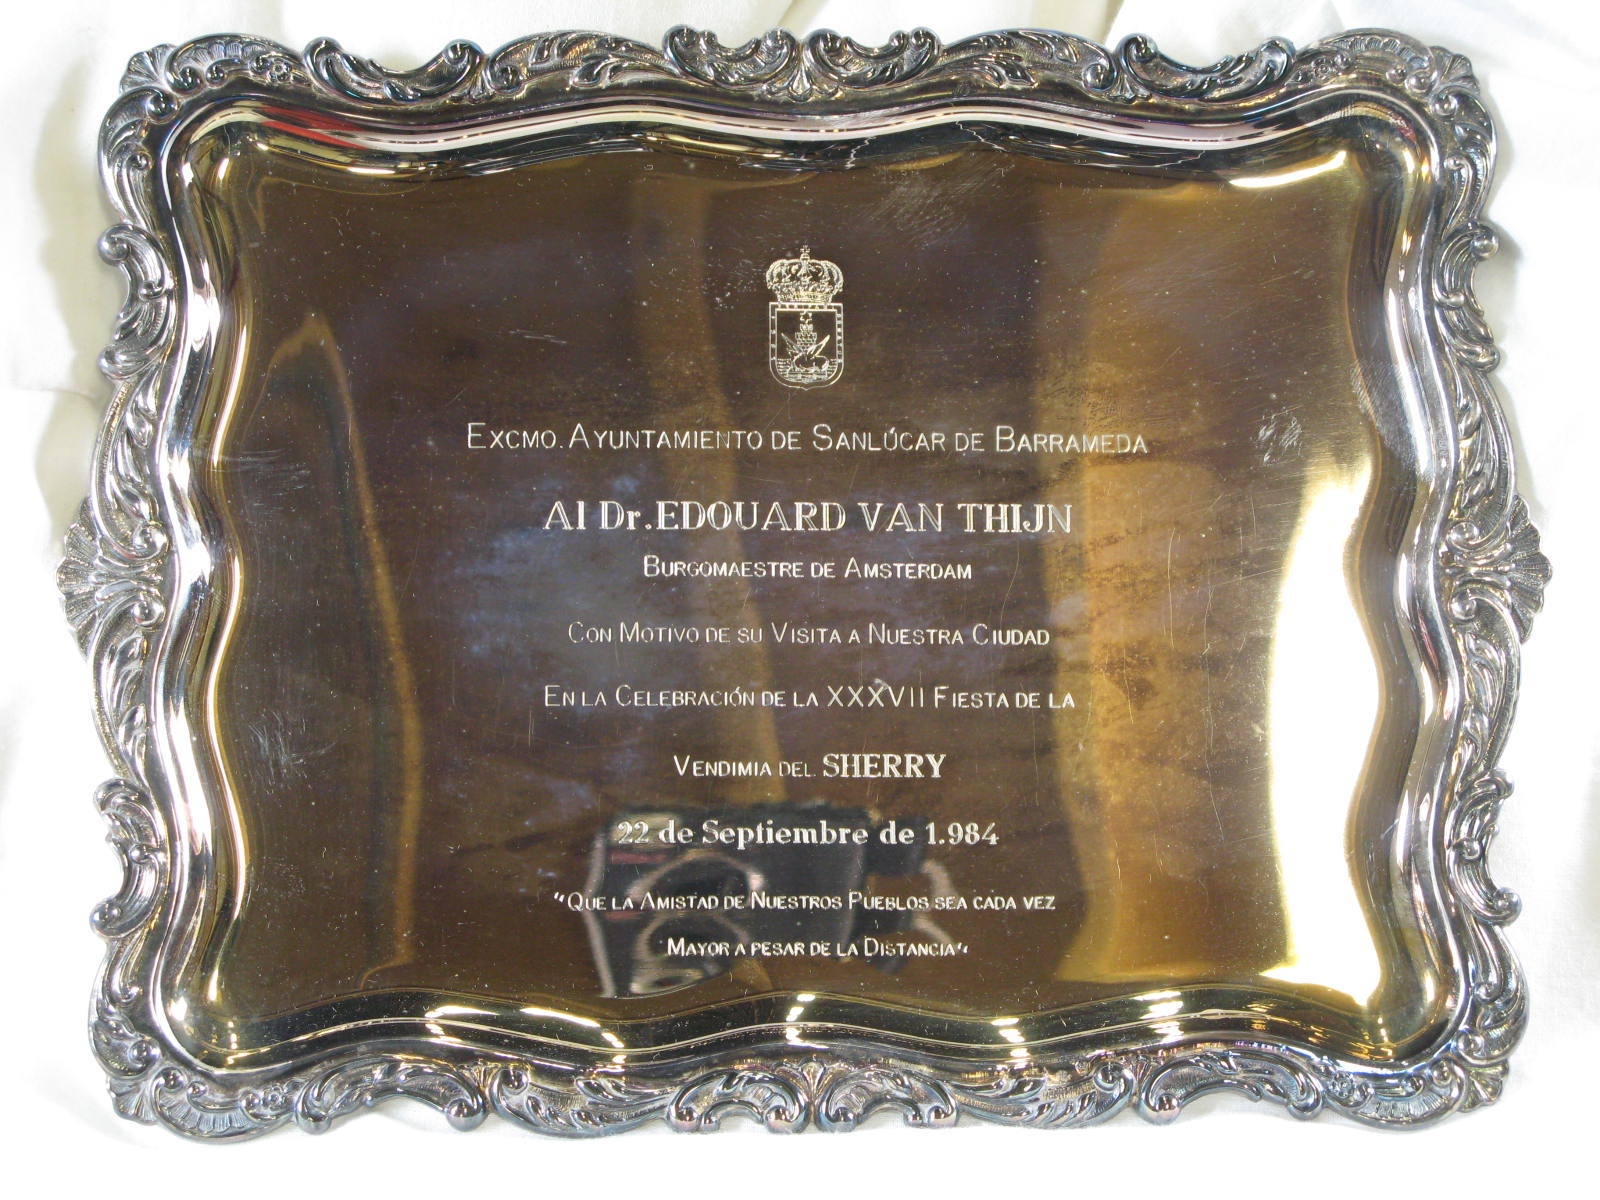 EXCMO. AYUNTAMIENTO DE SANLÚCAR DE BARRAMEDA
Al Dr. EDOUARD VAN THIJN
BURGOMAESTRE DE AMSTERDAM
CON MOTIVO DE SU VISITA A NUESTRA CIUDAD
EN LA CELEBRACIÓN DE LA XXXVII FIESTA DE LA
VENDIMIA DEL SHERRY
22 de Septiembre de 1.984
"QUE LA AMISTAD DE NUESTROS PUEBLOS SEA CADA VEZ
MAYOR A PESAR DE LA DISTANCIA"